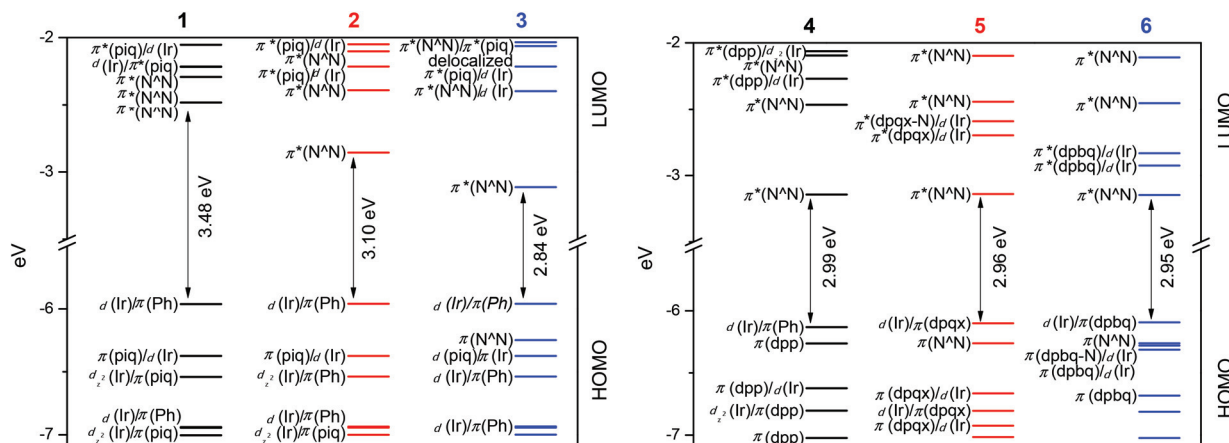 1
2
3
-2
-3
-6
-7
eV
π*(piq)/d(Ir)
d(Ir)/π*(piq)
π*(N^N)
π*(N^N)
π*(N^N)
3.48 eV
d(Ir)/π(Ph)
π(piq)/d(Ir)
d_z²(Ir)/π(piq)
d(Ir)/π(Ph)
d_z²(Ir)/π(piq)
π*(piq)/d(Ir)
π*(N^N)
π*(piq)/d(Ir)
π*(N^N)
π*(N^N)
3.10 eV
d(Ir)/π(Ph)
π(piq)/d(Ir)
d_z²(Ir)/π(Ph)
d(Ir)/π(Ph)
d_z²(Ir)/π(piq)
π*(N^N)/π*(piq)
delocalized
π*(piq)/d(Ir)
π*(N^N)/d(Ir)
π*(N^N)
2.84 eV
d(Ir)/π(Ph)
π(N^N)
d(piq)/π(Ir)
d(Ir)/π(Ph)
d(Ir)/π(Ph)
LUMO
HOMO
4
5
6
-2
-3
-6
-7
eV
π*(dpp)/d_z²(Ir)
π*(N^N)
π*(dpp)/d(Ir)
π*(N^N)
π*(N^N)
2.99 eV
d(Ir)/π(Ph)
π(dpp)
π(dpp)/d(Ir)
d_z²(Ir)/π(dpp)
π(dpp)
π*(N^N)
π*(N^N)
π*(dpqx-N)/d(Ir)
π*(dpqx)/d(Ir)
π*(N^N)
2.96 eV
d(Ir)/π(dpqx)
π(N^N)
π(dpqx)/d(Ir)
d(Ir)/π(dpqx)
π(dpqx)/d(Ir)
π*(N^N)
π*(N^N)
π*(dpbq)/d(Ir)
π*(dpbq)/d(Ir)
π*(N^N)
2.95 eV
d(Ir)/π(dpbq)
π(N^N)
π(dpbq-N)/d(Ir)
π(dpbq)/d(Ir)
π(dpbq)
LUMO
HOMO